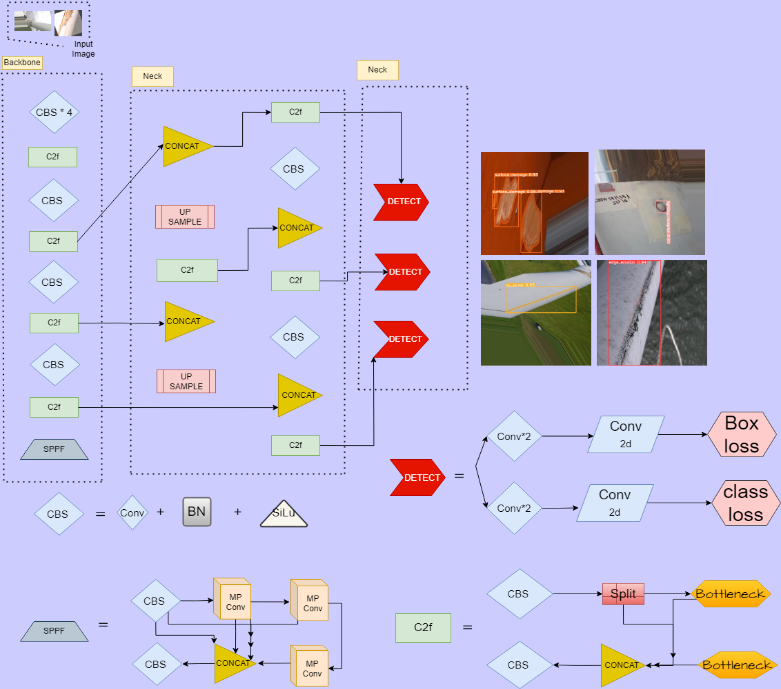 Input
Image
Backbone
Neck
Neck
CBS * 4
C2f
CBS
C2f
CBS
C2f
CBS
C2f
SPPF
CONCAT
UP
SAMPLE
C2f
CONCAT
UP
SAMPLE
C2f
CBS
CONCAT
C2f
CBS
CONCAT
C2f
DETECT
DETECT
DETECT
DETECT
=
Conv*2
Conv
2d
Box
loss
Conv*2
Conv
2d
class
loss
CBS
=
Conv
+
BN
+
SiLu
SPPF
=
CBS
MP
Conv
MP
Conv
CBS
CONCAT
MP
Conv
C2f
=
CBS
Split
Bottleneck
CBS
CONCAT
Bottleneck